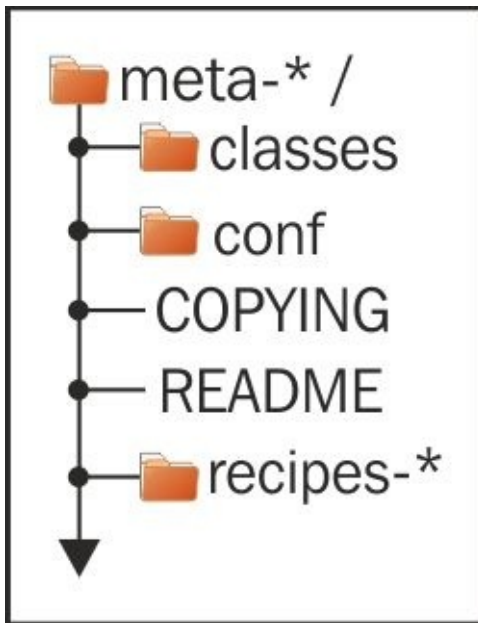 meta-* /
classes
conf
COPYING
README
recipes-*